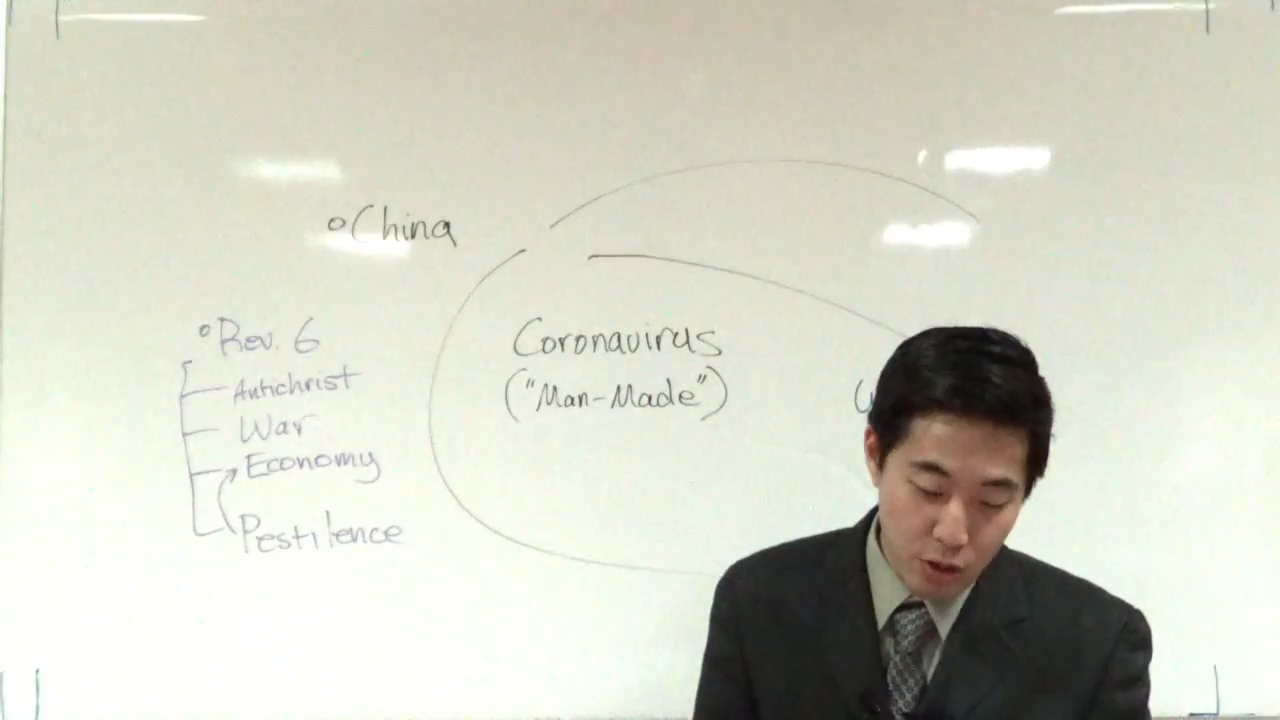 China
Rev. 6
Antichrist
War
Economy
Pestilence
Coronavirus
("Man-Made")